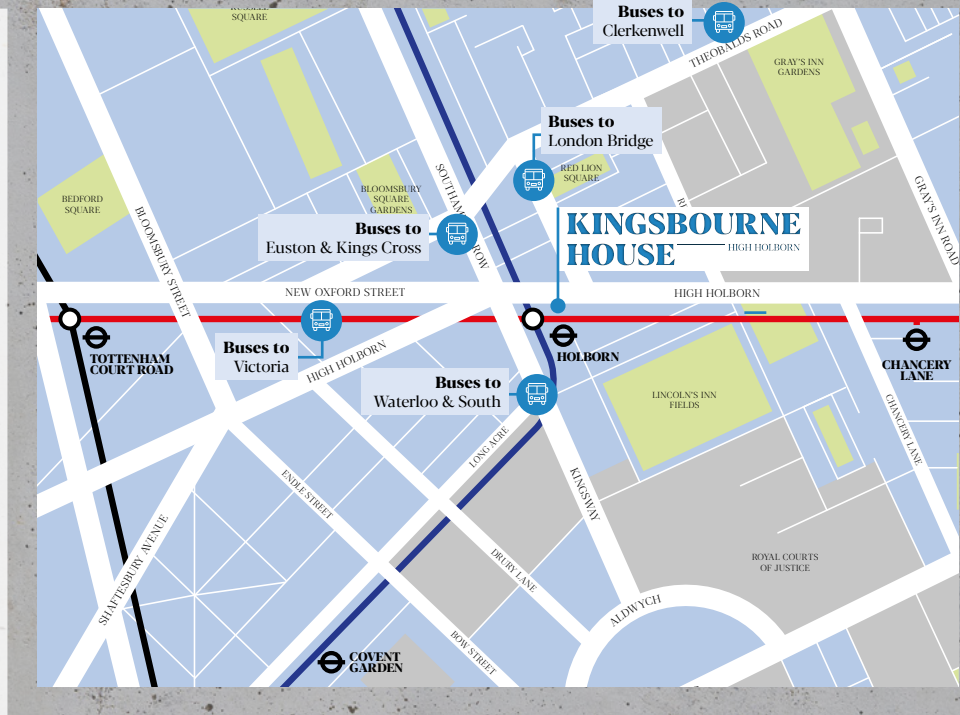 RUSSELL
SQUARE
Buses to
Clerkenwell
THEOBALDS ROAD
GRAY'S INN
GARDENS
Buses to
London Bridge
RED LION
SQUARE
BLOOMSBURY
SQUARE
GARDENS
BEDFORD
SQUARE
BLOOMSBURY STREET
SOUTHAM
ROW
GRAY'S INN ROAD
Buses to
Euston & Kings Cross
KINGSBOURNE
HOUSE
HIGH HOLBORN
NEW OXFORD STREET
HIGH HOLBORN
TOTTENHAM
COURT ROAD
Buses to
Victoria
HIGH HOLBORN
HOLBORN
CHANCERY
LANE
Buses to
Waterloo & South
LINCOLN'S INN
FIELDS
CHANCERY LANE
LONG ACRE
KINGSWAY
ENDLE STREET
SHAFTESBURY AVENUE
DRURY LANE
ROYAL COURTS
OF JUSTICE
ALDWYCH
BOW STREET
COVENT
GARDEN